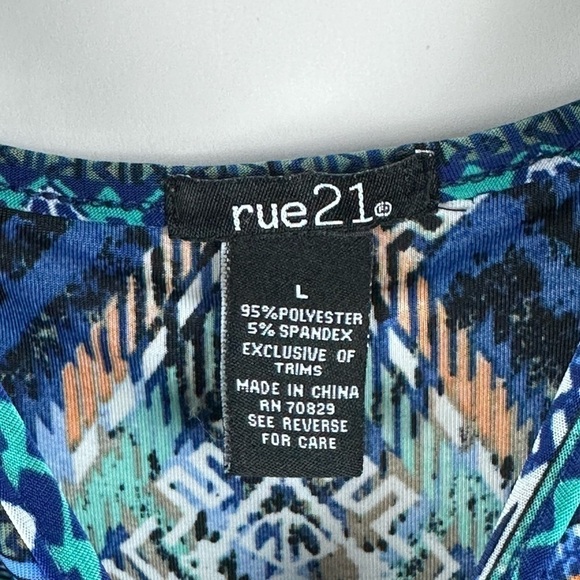 rue21®
L
95%POLYESTER
5% SPANDEX
EXCLUSIVE OF
TRIMS
MADE IN CHINA
RN 70829
SEE REVERSE
FOR CARE